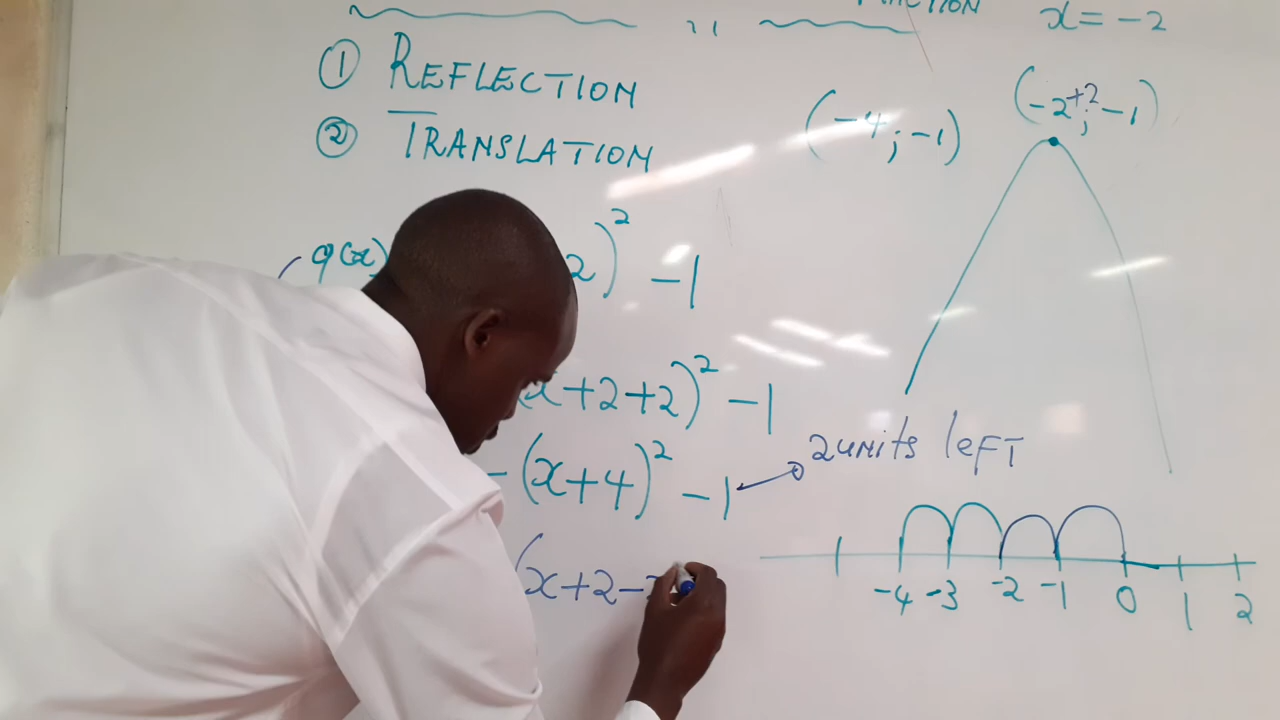 x = -2
① REFLECTION
② TRANSLATION
(-4 ; -1)
(-2+2 ; -1)
g(x) 2)² -1
(x+2+2)² -1
-(x+4)² -1
2 units left
(x+2-
-4 -3 -2 -1 0 1 2